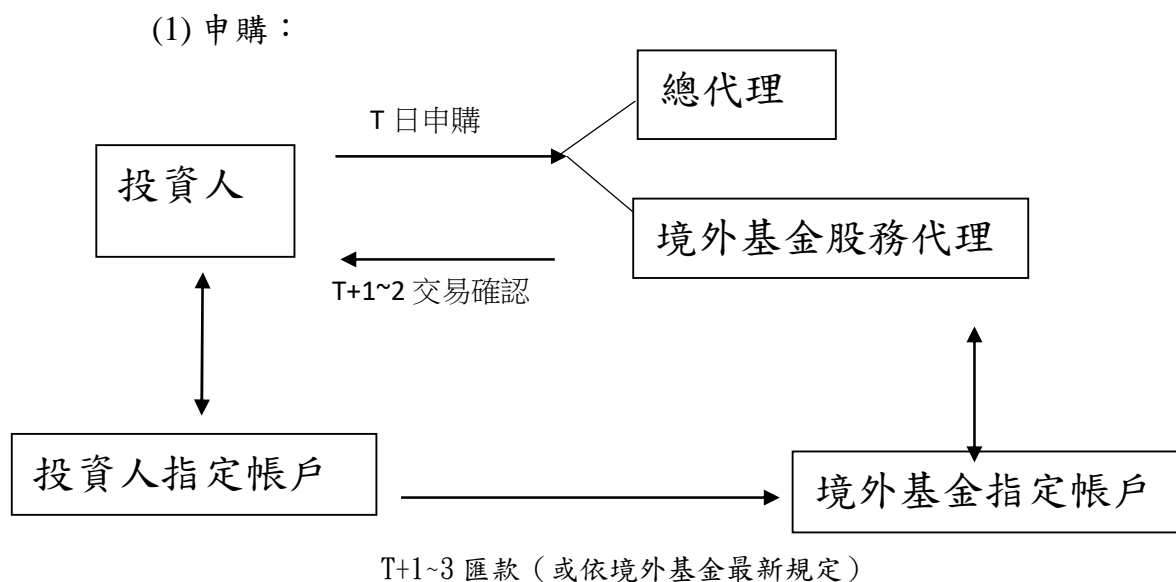 (1) 申購：
總代理
T 日申購
投資人
境外基金股務代理
T+1~2 交易確認
投資人指定帳戶
境外基金指定帳戶
T+1~3 匯款（或依境外基金最新規定）